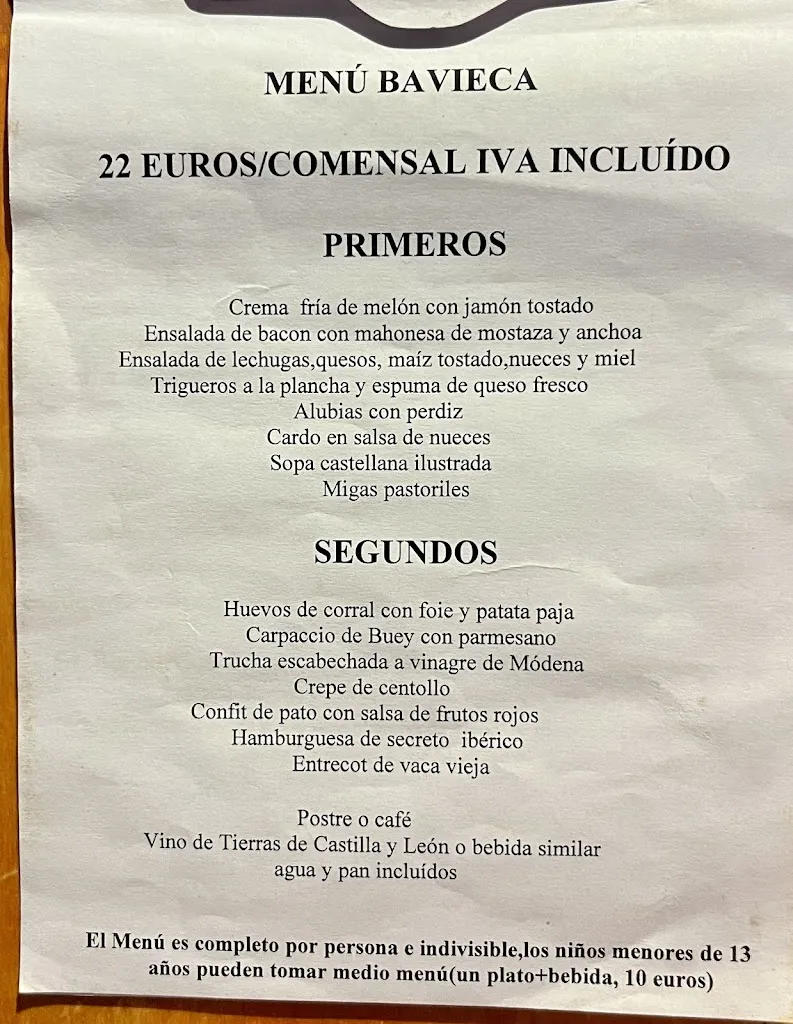 MENÚ BAVIECA
22 EUROS/COMENSAL IVA INCLUÍDO
PRIMEROS
Crema fría de melón con jamón tostado
Ensalada de bacon con mahonesa de mostaza y anchoa
Ensalada de lechugas,quesos, maíz tostado,nueces y miel
Trigueros a la plancha y espuma de queso fresco
Alubias con perdiz
Cardo en salsa de nueces
Sopa castellana ilustrada
Migas pastoriles
SEGUNDOS
Huevos de corral con foie y patata paja
Carpaccio de Buey con parmesano
Trucha escabechada a vinagre de Módena
Crepe de centollo
Confit de pato con salsa de frutos rojos
Hamburguesa de secreto ibérico
Entrecot de vaca vieja
Postre o café
Vino de Tierras de Castilla y León o bebida similar
agua y pan incluídos
El Menú es completo por persona e indivisible,los niños menores de 13
años pueden tomar medio menú(un plato+bebida, 10 euros)